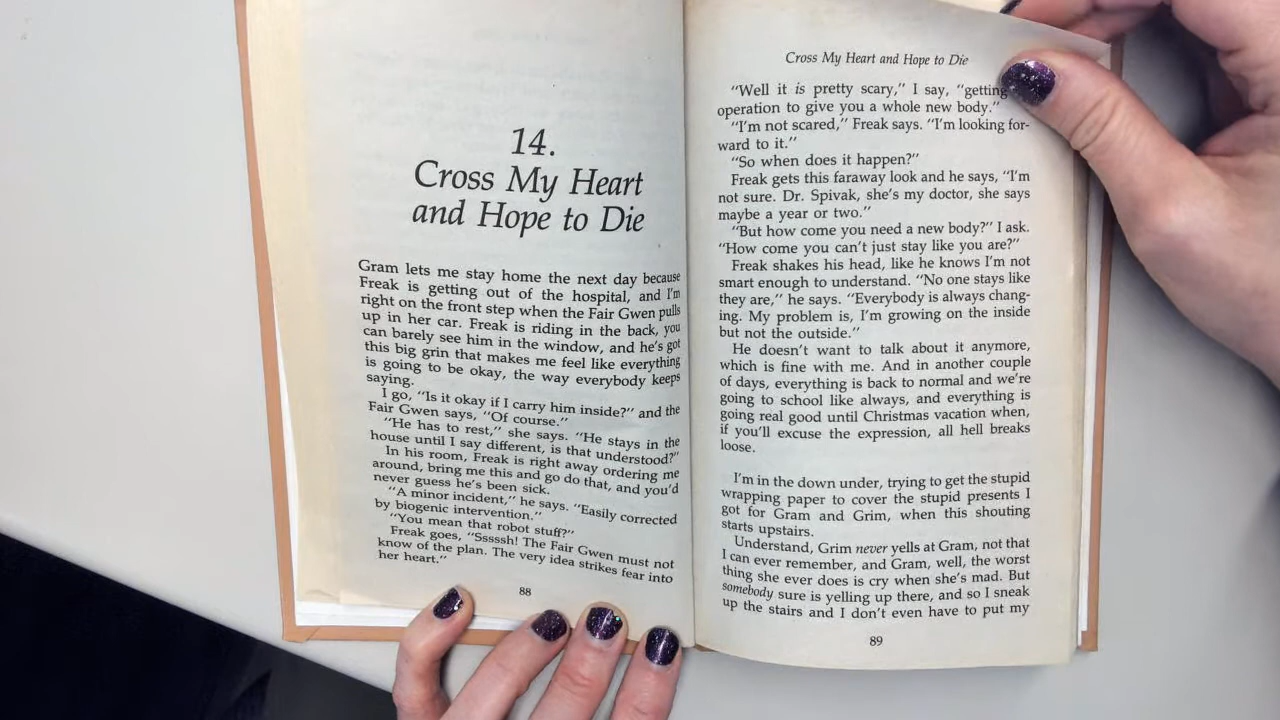 14.
Cross My Heart
and Hope to Die
Gram lets me stay home the next day because
Freak is getting out of the hospital, and I'm
right on the front step when the Fair Gwen pulls
up in her car. Freak is riding in the back, you
can barely see him in the window, and he's got
this big grin that makes me feel like everything
is going to be okay, the way everybody keeps
saying.
I go, "Is it okay if I carry him inside?" and the
Fair Gwen says, "Of course."
"He has to rest," she says. "He stays in the
house until I say different, is that understood?"
In his room, Freak is right away ordering me
around, bring me this and go do that, and you'd
never guess he's been sick.
"A minor incident," he says. "Easily corrected
by biogenic intervention."
"You mean that robot stuff?"
Freak goes, "Sssssh! The Fair Gwen must not
know of the plan. The very idea strikes fear into
her heart."
88
Cross My Heart and Hope to Die
"Well it is pretty scary," I say, "getting
operation to give you a whole new body."
"I'm not scared," Freak says. "I'm looking for-
ward to it."
"So when does it happen?"
Freak gets this faraway look and he says, "I'm
not sure. Dr. Spivak, she's my doctor, she says
maybe a year or two."
"But how come you need a new body?" I ask.
"How come you can't just stay like you are?"
Freak shakes his head, like he knows I'm not
smart enough to understand. "No one stays like
they are," he says. "Everybody is always chang-
ing. My problem is, I'm growing on the inside
but not the outside."
He doesn't want to talk about it anymore,
which is fine with me. And in another couple
of days, everything is back to normal and we're
going to school like always, and everything is
going real good until Christmas vacation when,
if you'll excuse the expression, all hell breaks
loose.
I'm in the down under, trying to get the stupid
wrapping paper to cover the stupid presents I
got for Gram and Grim, when this shouting
starts upstairs.
Understand, Grim never yells at Gram, not that
I can ever remember, and Gram, well, the worst
thing she ever does is cry when she's mad. But
somebody sure is yelling up there, and so I sneak
up the stairs and I don't even have to put my
89